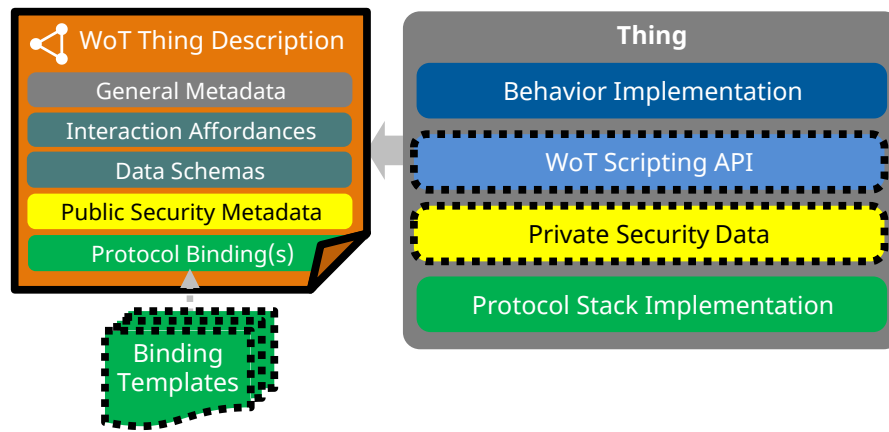 WoT Thing Description
General Metadata
Interaction Affordances
Data Schemas
Public Security Metadata
Protocol Binding(s)
Binding
Templates
Thing
Behavior Implementation
WoT Scripting API
Private Security Data
Protocol Stack Implementation